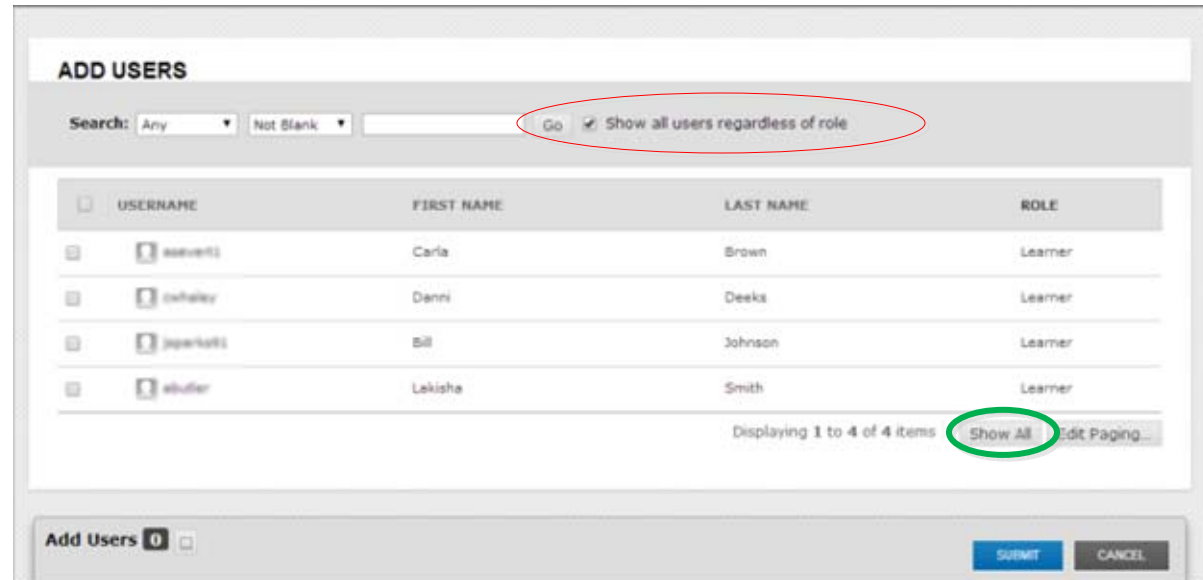 ADD USERS
Search: Any Not Blank Go Show all users regardless of role
USERNAME FIRST NAME LAST NAME ROLE
Carla Brown Learner
Danni Deeks Learner
Bill Johnson Learner
Lakisha Smith Learner
Displaying 1 to 4 of 4 items Show All Edit Paging...
Add Users 0
SUBMIT CANCEL